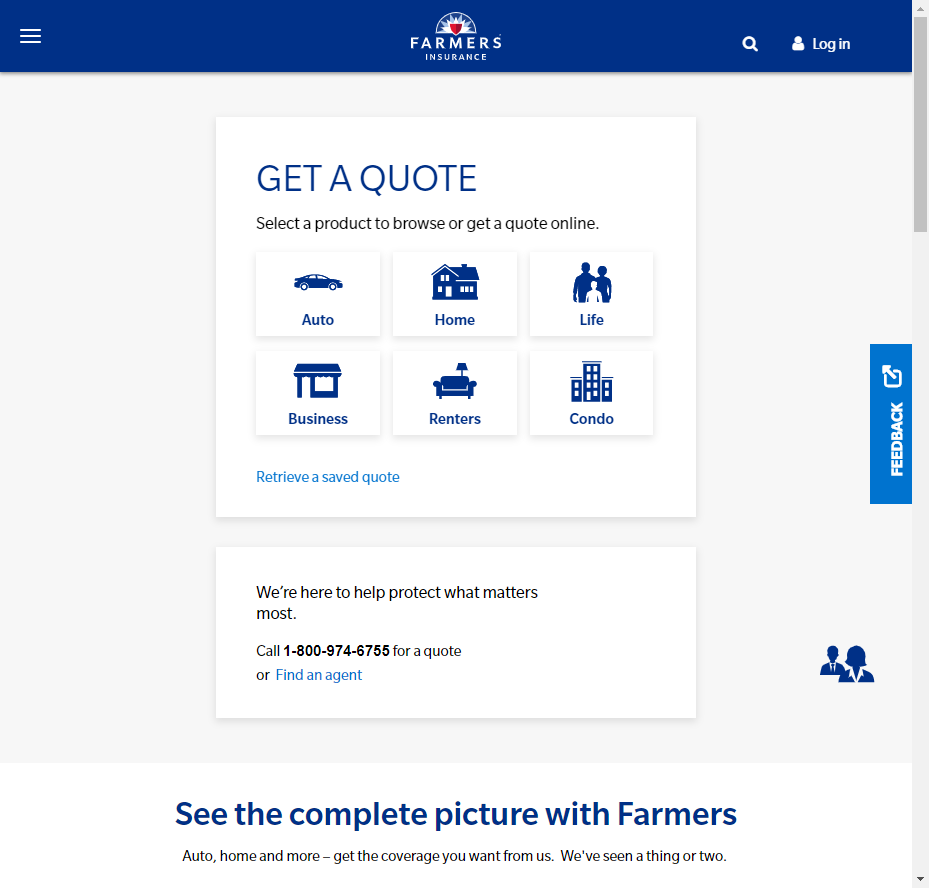 FARMERS
INSURANCE
Log in
GET A QUOTE
Select a product to browse or get a quote online.
Auto
Home
Life
Business
Renters
Condo
Retrieve a saved quote
FEEDBACK
We’re here to help protect what matters
most.
Call 1-800-974-6755 for a quote
or Find an agent
See the complete picture with Farmers
Auto, home and more – get the coverage you want from us. We've seen a thing or two.